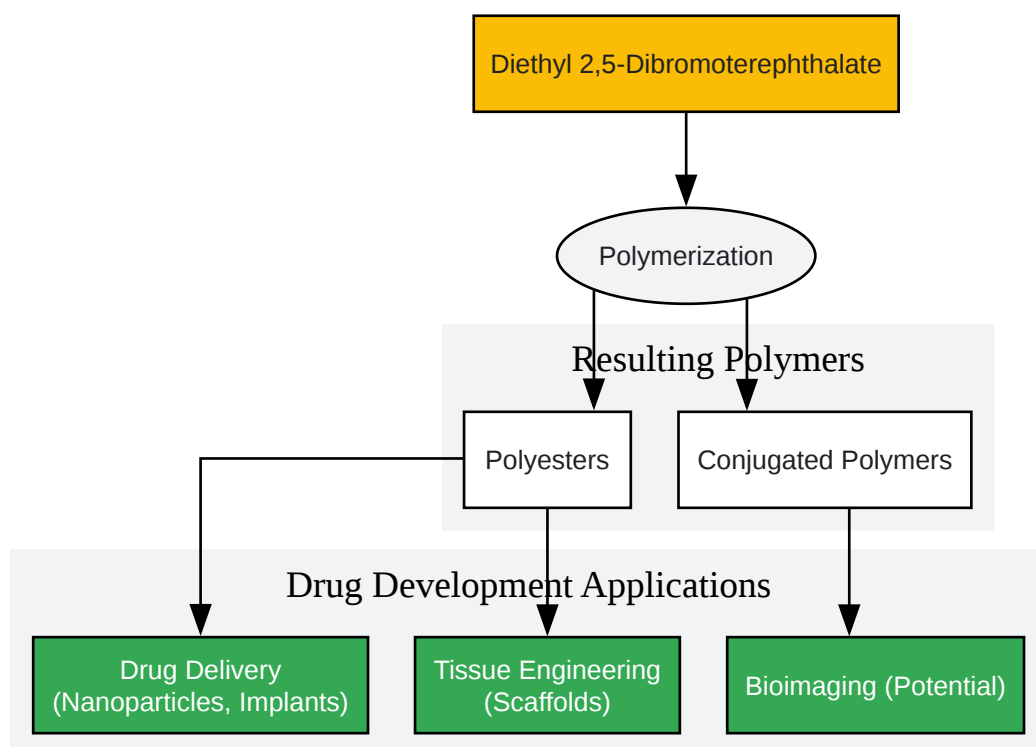 Diethyl 2,5-Dibromoterephthalate
Polymerization
Resulting Polymers
Polyesters
Conjugated Polymers
Drug Development Applications
Drug Delivery
(Nanoparticles, Implants)
Tissue Engineering
(Scaffolds)
Bioimaging (Potential)